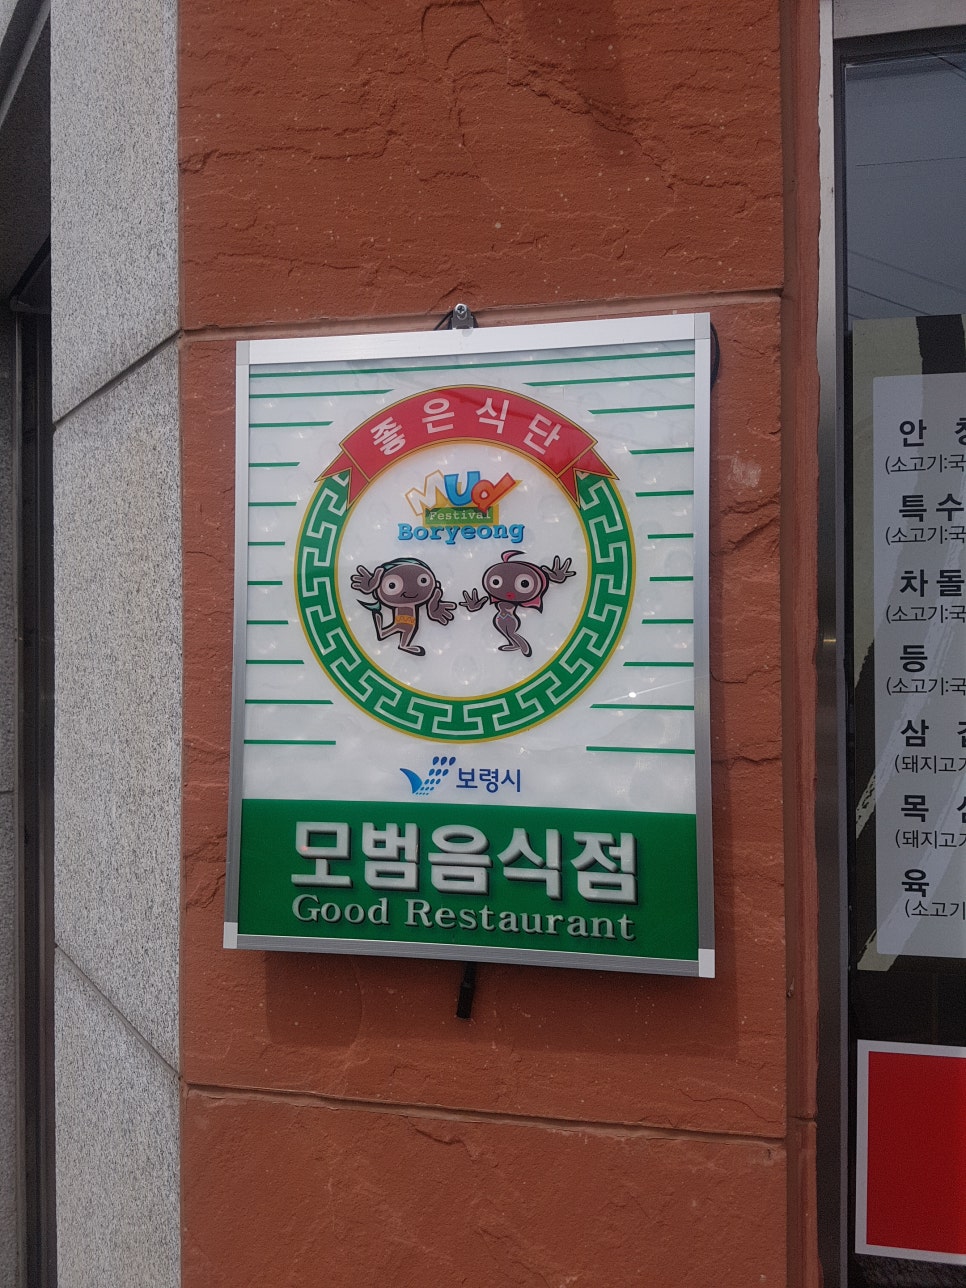 좋은식단
Mud
Festival
Boryeong
보령시
모범음식점
Good Restaurant
안
(소고기:국
특수
(소고기:국
차돌
(소고기:국
등
(소고기:국
삼
(돼지고기
목
(돼지고기
육
(소고기